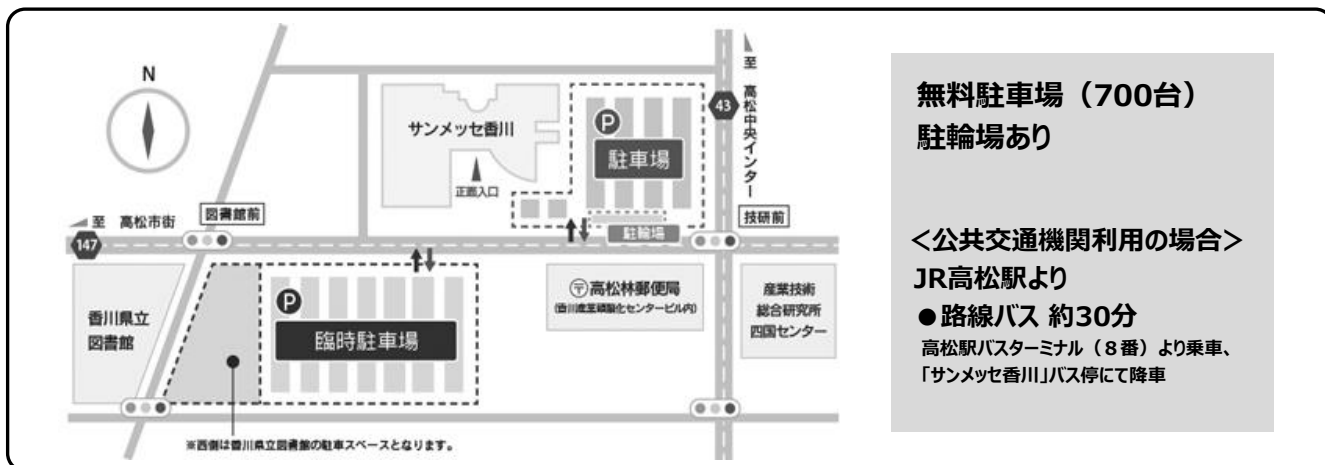 N
サンメッセ香川
正面入口
P
駐車場
駐輪場
43
至 高松中央インター
至 高松市街
147
図書館前
技研前
香川県立
図書館
P
臨時駐車場
〒高松林郵便局
(香川産業頭脳化センタービル内)
産業技術
総合研究所
四国センター
※西側は香川県立図書館の駐車スペースとなります。
無料駐車場（700台）
駐輪場あり
＜公共交通機関利用の場合＞
JR高松駅より
●路線バス 約30分
高松駅バスターミナル（８番）より乗車、
「サンメッセ香川」バス停にて降車